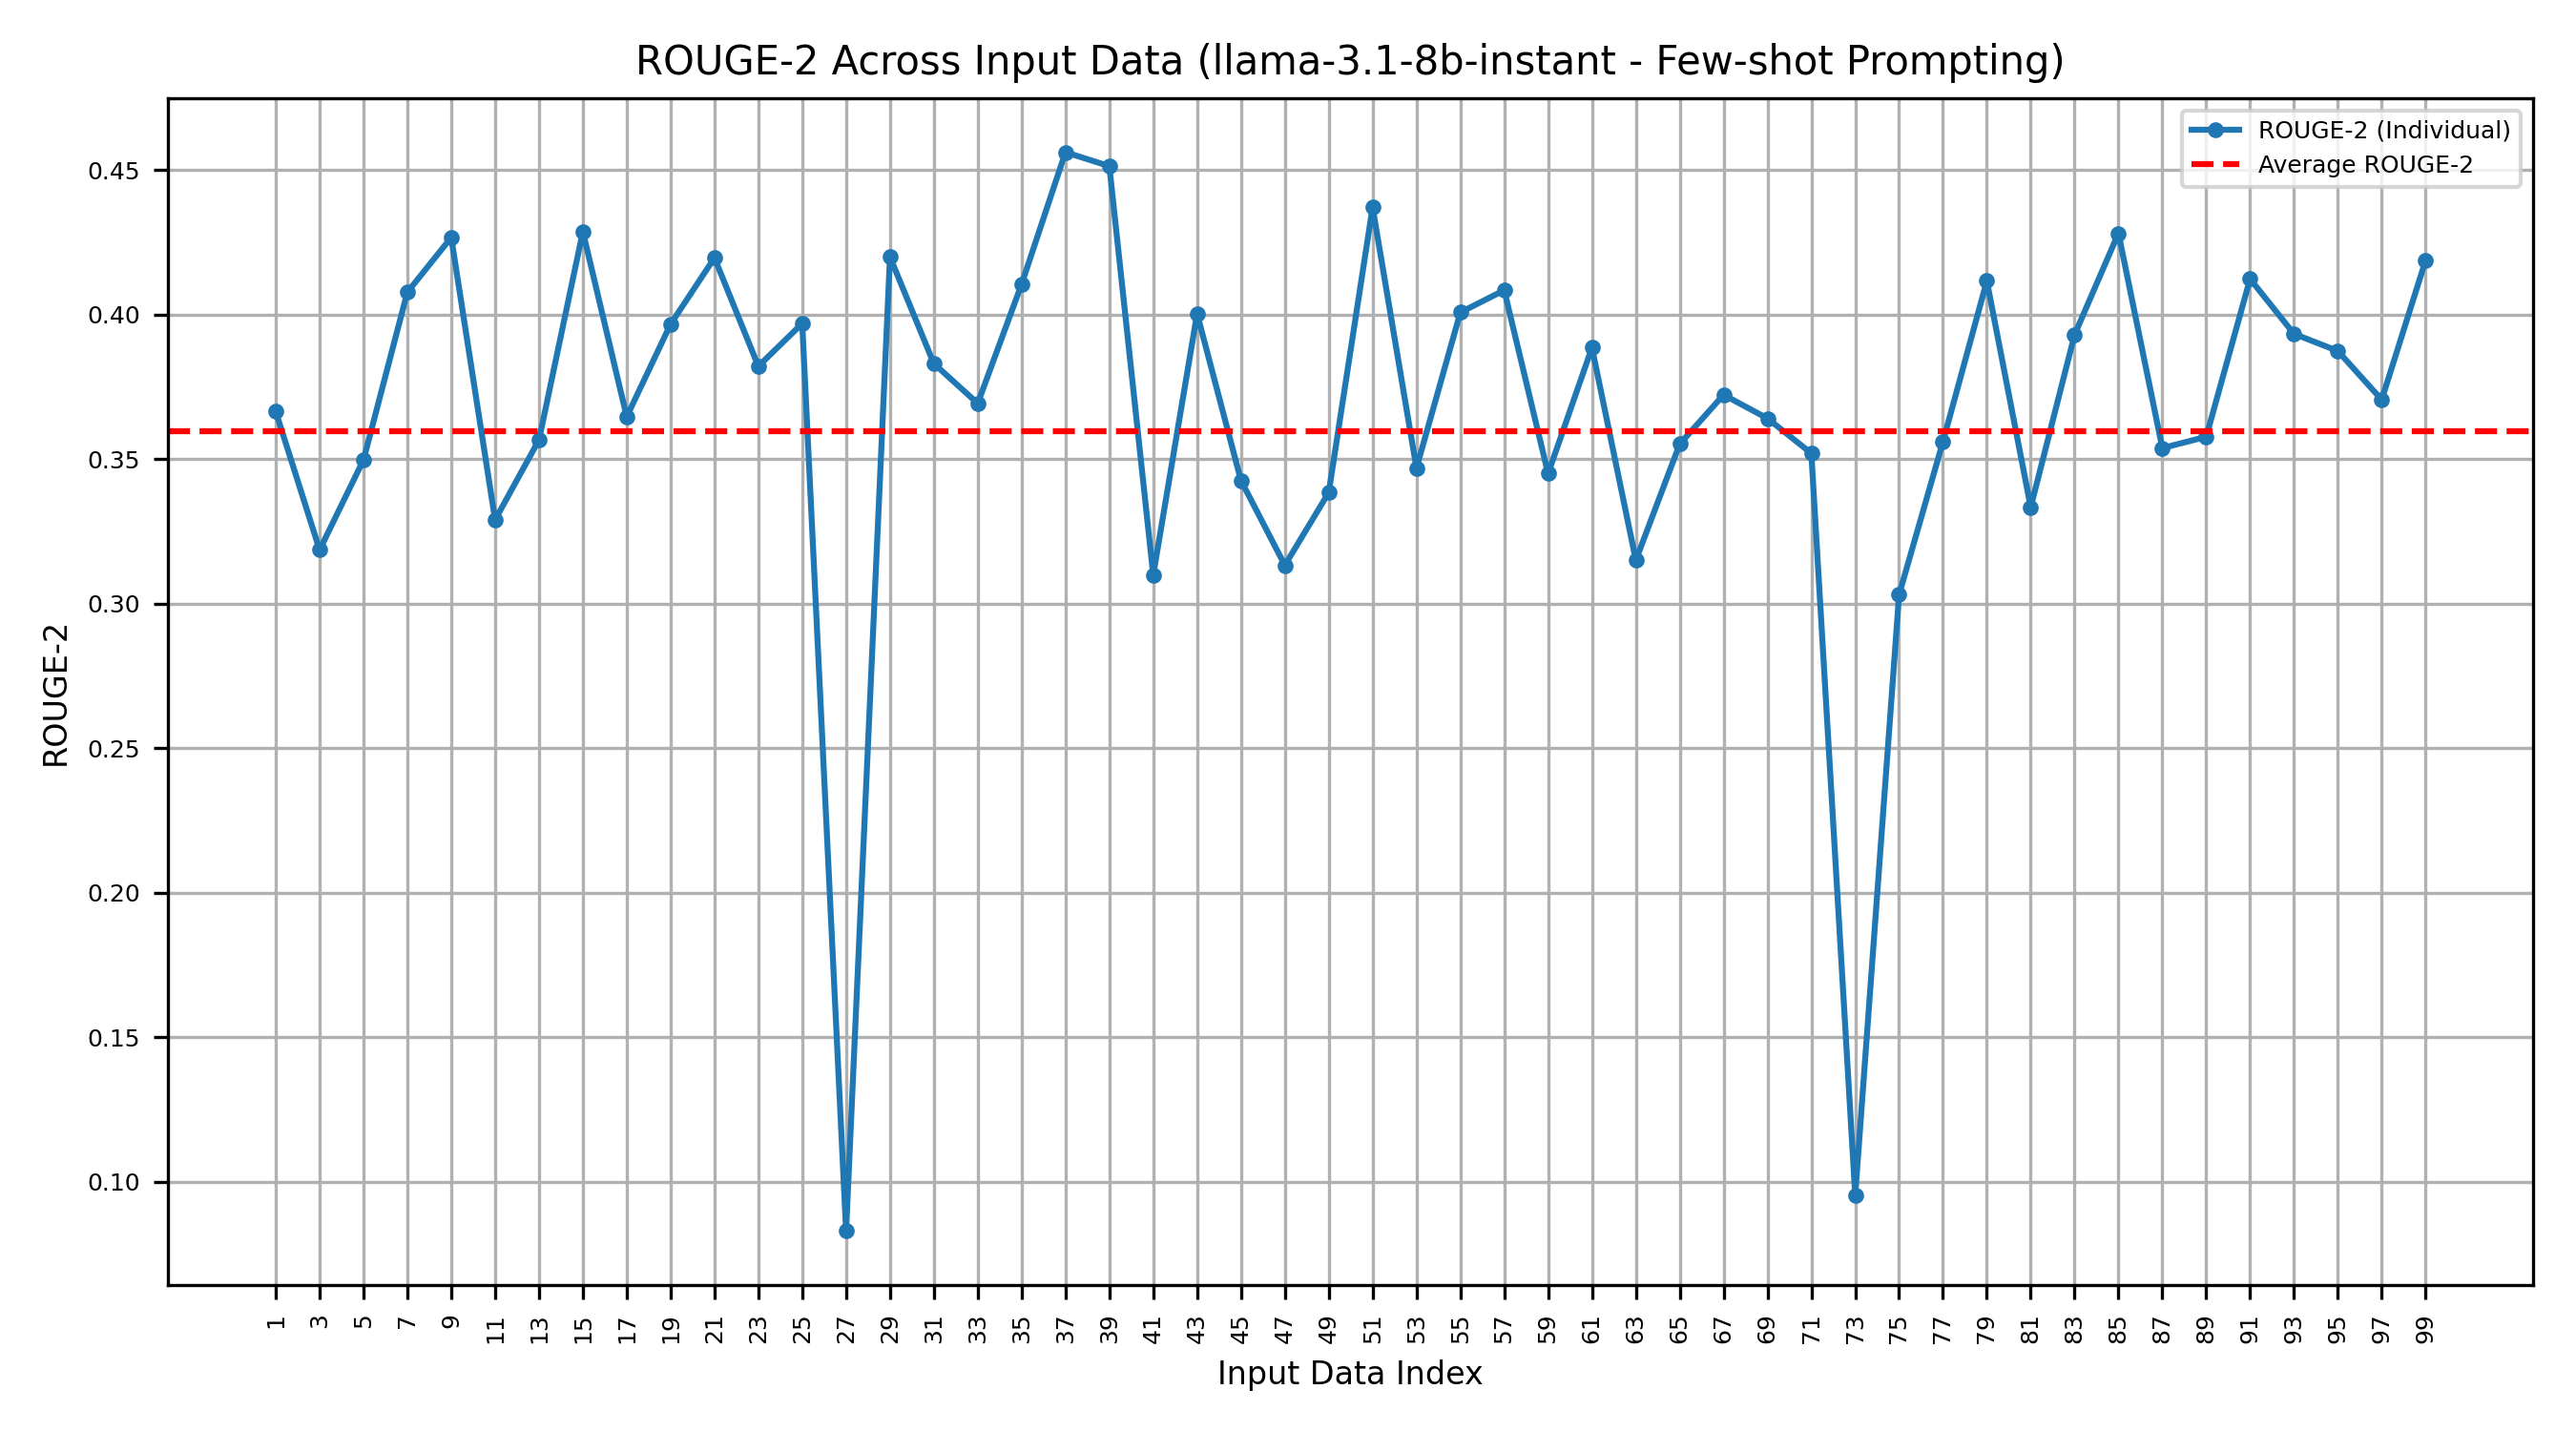 ROUGE-2 Across Input Data (llama-3.1-8b-instant - Few-shot Prompting)
ROUGE-2 (Individual)
Average ROUGE-2
ROUGE-2
0.45
0.40
0.35
0.30
0.25
0.20
0.15
0.10
1 3 5 7 9 11 13 15 17 19 21 23 25 27 29 31 33 35 37 39 41 43 45 47 49 51 53 55 57 59 61 63 65 67 69 71 73 75 77 79 81 83 85 87 89 91 93 95 97 99
Input Data Index